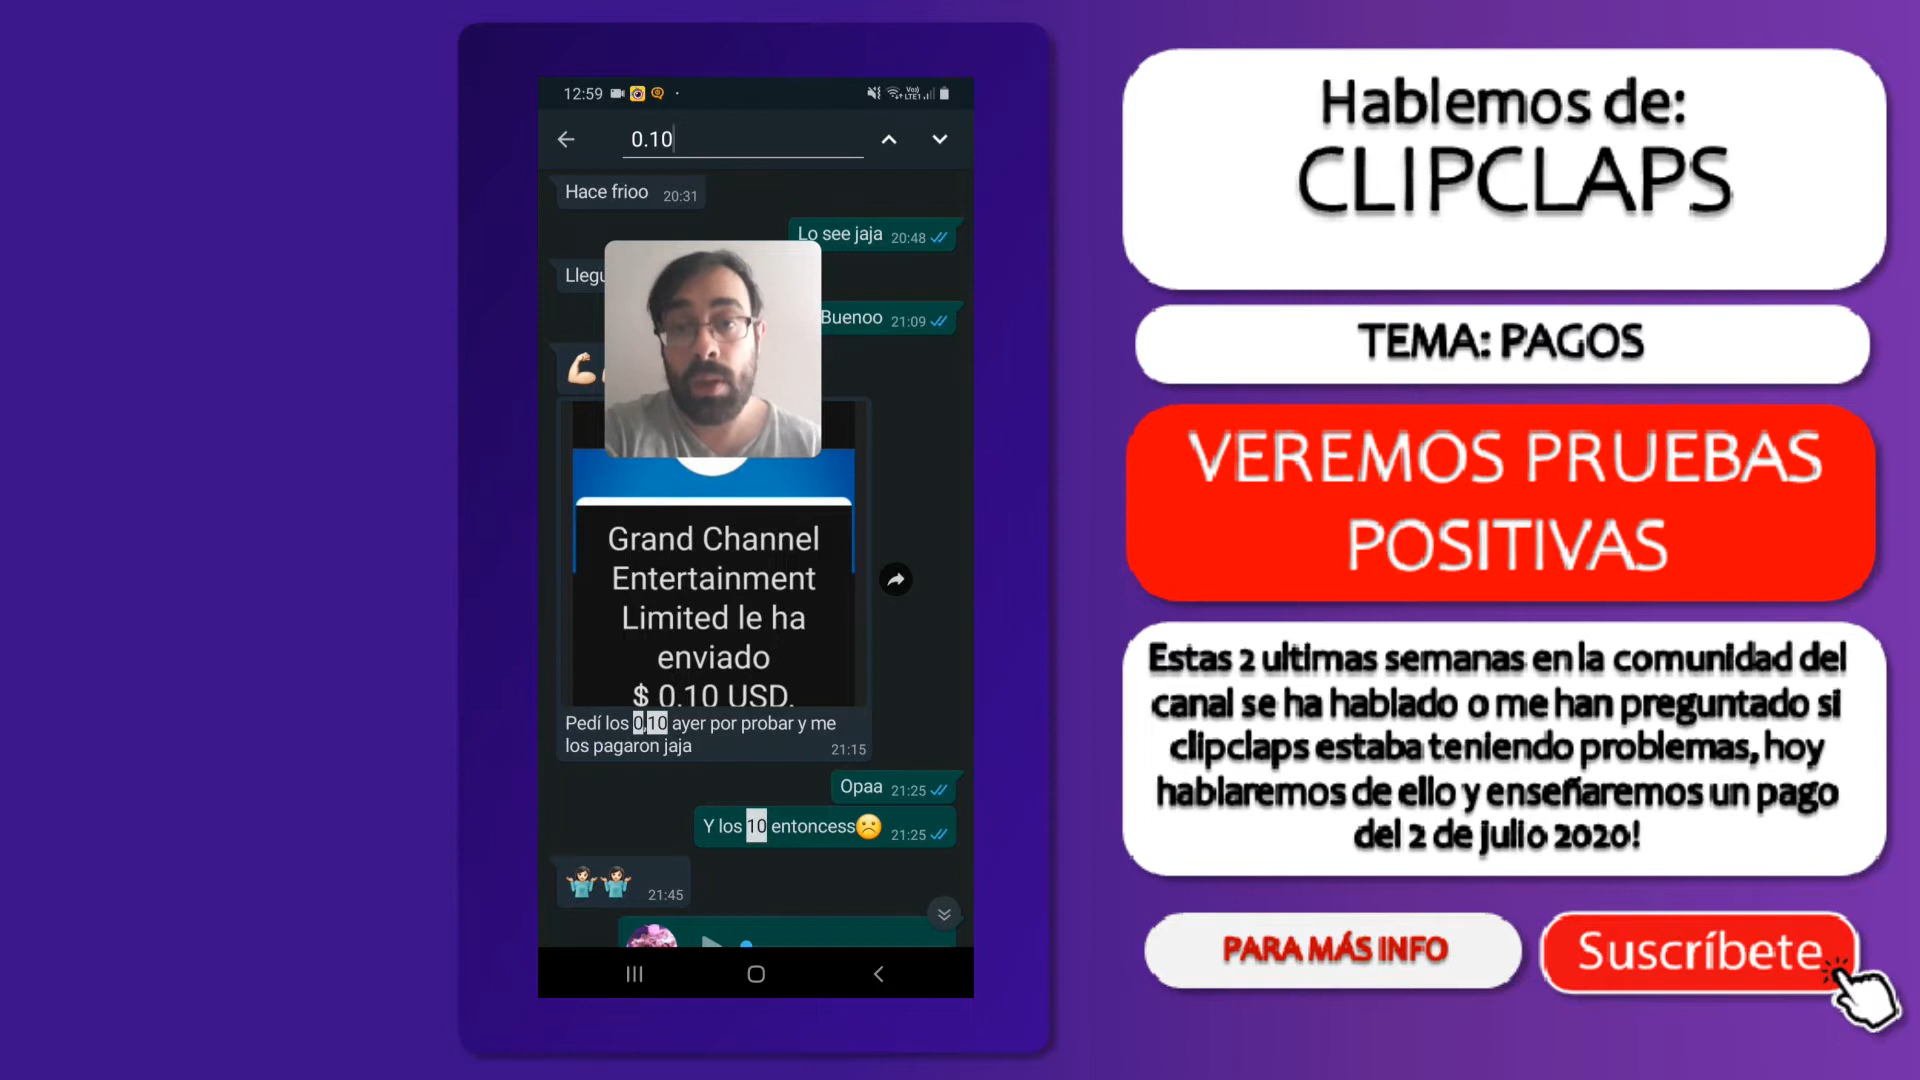 12:59
0.10
Hace frioo 20:31
Lo see jaja 20:48
Llegu
Buenoo 21:09
Grand Channel
Entertainment
Limited le ha
enviado
$ 0.10 USD.
Pedí los 0,10 ayer por probar y me
los pagaron jaja 21:15
Opaa 21:25
Y los 10 entoncess☹️ 21:25
🤷🏻‍♀️🤷🏻‍♀️ 21:45
Hablemos de:
CLIPCLAPS
TEMA: PAGOS
VEREMOS PRUEBAS
POSITIVAS
Estas 2 ultimas semanas en la comunidad del
canal se ha hablado o me han preguntado si
clipclaps estaba teniendo problemas, hoy
hablaremos de ello y enseñaremos un pago
del 2 de julio 2020!
PARA MÁS INFO
Suscríbete